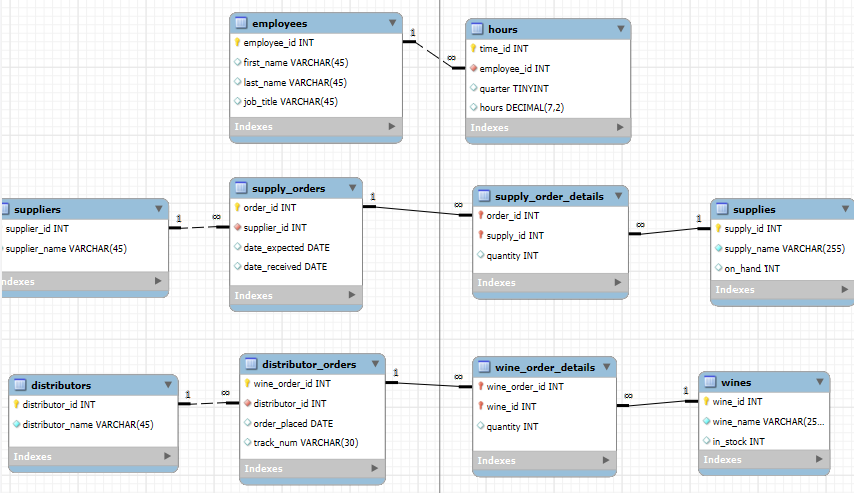 employees
employee_id INT
first_name VARCHAR(45)
last_name VARCHAR(45)
job_title VARCHAR(45)
Indexes
1
∞
hours
time_id INT
employee_id INT
quarter TINYINT
hours DECIMAL(7,2)
Indexes
suppliers
supplier_id INT
supplier_name VARCHAR(45)
ndexes
1
∞
supply_orders
order_id INT
supplier_id INT
date_expected DATE
date_received DATE
Indexes
1
∞
supply_order_details
order_id INT
supply_id INT
quantity INT
Indexes
∞
1
supplies
supply_id INT
supply_name VARCHAR(255)
on_hand INT
Indexes
distributors
distributor_id INT
distributor_name VARCHAR(45)
Indexes
1
∞
distributor_orders
wine_order_id INT
distributor_id INT
order_placed DATE
track_num VARCHAR(30)
Indexes
1
∞
wine_order_details
wine_order_id INT
wine_id INT
quantity INT
Indexes
∞
1
wines
wine_id INT
wine_name VARCHAR(25...
in_stock INT
Indexes